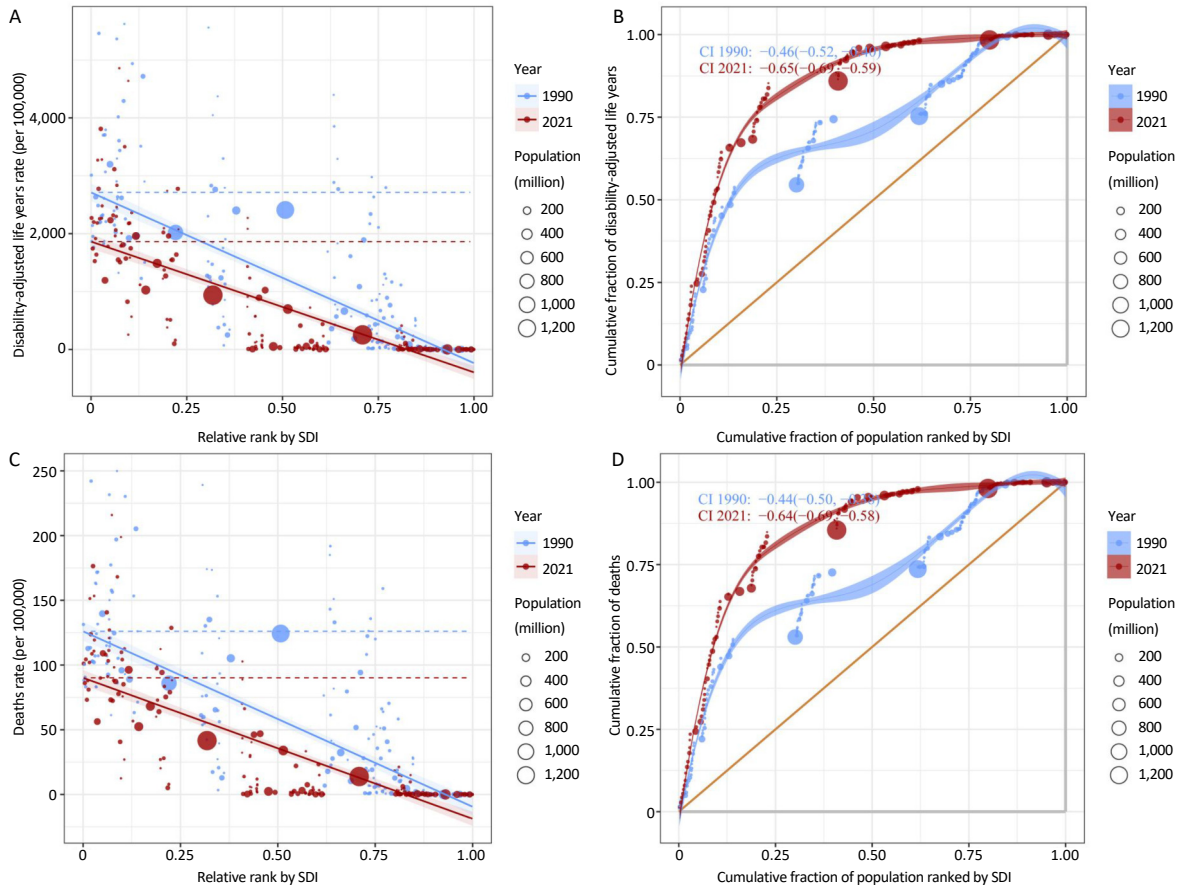 A
Disability-adjusted life years rate (per 100,000)
4,000
2,000
0
0
0.25
0.50
0.75
1.00
Relative rank by SDI
Year
1990
2021
Population
(million)
200
400
600
800
1,000
1,200
B
Cumulative fraction of disability-adjusted life years
1.00
0.75
0.50
0.25
0
CI 1990: −0.46(−0.52,
CI 2021: −0.65(−0.69, −0.59)
0
0.25
0.50
0.75
1.00
Cumulative fraction of population ranked by SDI
Year
1990
2021
Population
(million)
200
400
600
800
1,000
1,200
C
Deaths rate (per 100,000)
250
200
150
100
50
0
0
0.25
0.50
0.75
1.00
Relative rank by SDI
Year
1990
2021
Population
(million)
200
400
600
800
1,000
1,200
D
Cumulative fraction of deaths
1.00
0.75
0.50
0.25
0
CI 1990: −0.44(−0.50,
CI 2021: −0.64(−0.69, −0.58)
0
0.25
0.50
0.75
1.00
Cumulative fraction of population ranked by SDI
Year
1990
2021
Population
(million)
200
400
600
800
1,000
1,200